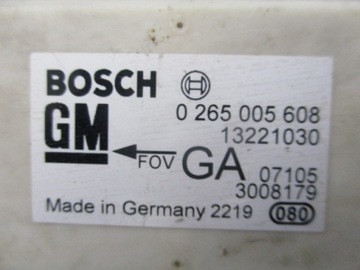 BOSCH
0 265 005 608
GM
13221030
FOV GA 07105
3008179
Made in Germany 2219 080